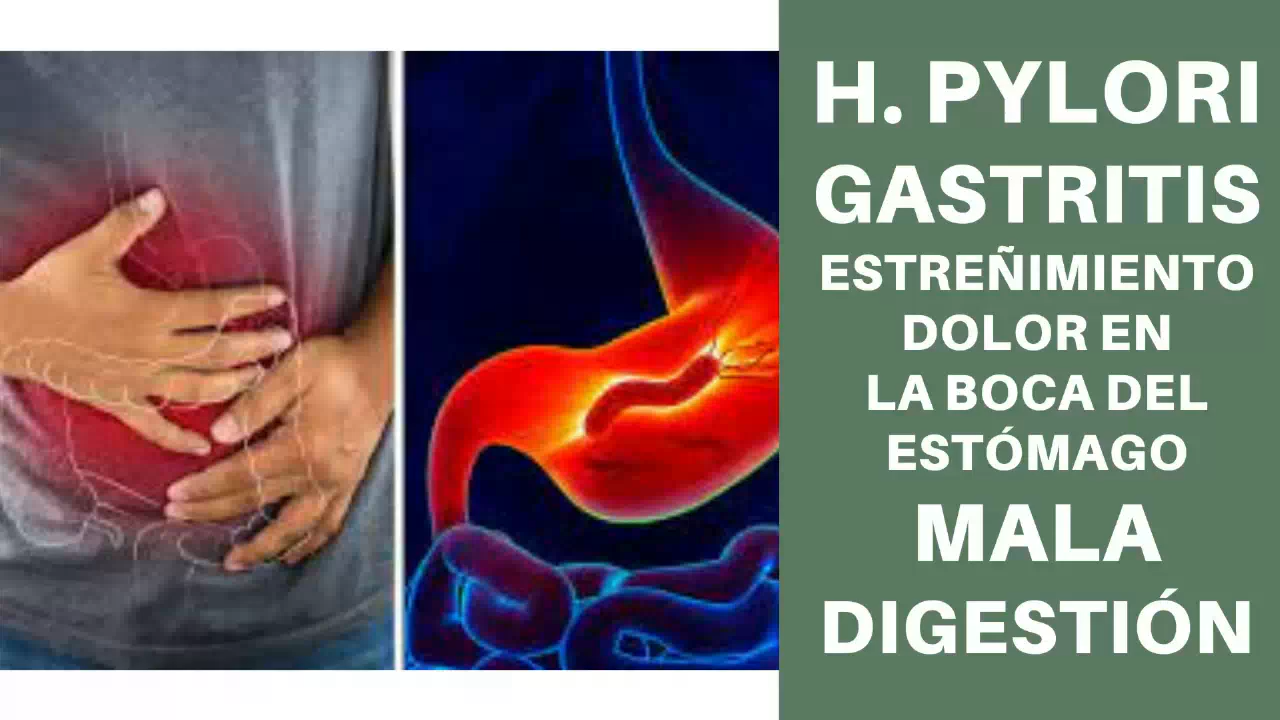 H. PYLORI
GASTRITIS
ESTREÑIMIENTO
DOLOR EN
LA BOCA DEL
ESTÓMAGO
MALA
DIGESTIÓN